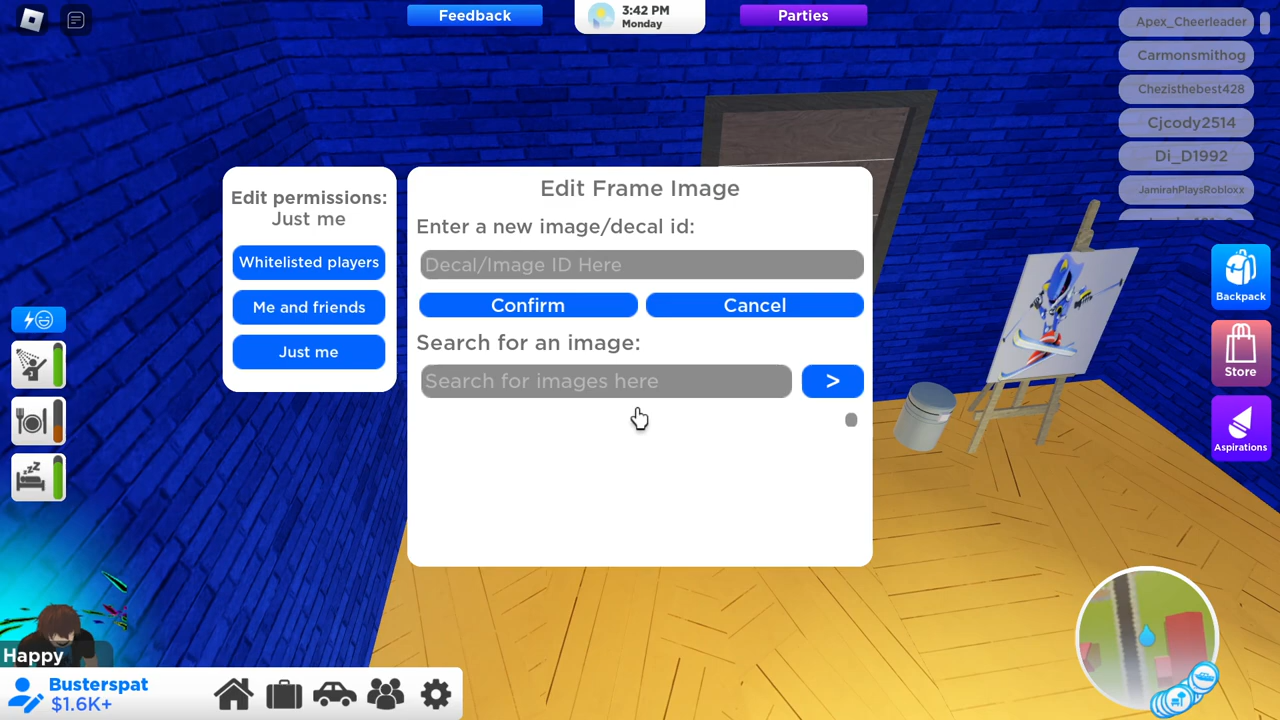 Feedback
3:42 PM
Monday
Parties
Apex_Cheerleader
Carmonsmithog
Chezisthebest428
Cjcody2514
Di_D1992
JamirahPlaysRobloxx
Edit permissions:
Just me
Whitelisted players
Me and friends
Just me
Edit Frame Image
Enter a new image/decal id:
Decal/Image ID Here
Confirm
Cancel
Search for an image:
Search for images here
>
Backpack
Store
Aspirations
Happy
Busterspat
$1.6K+